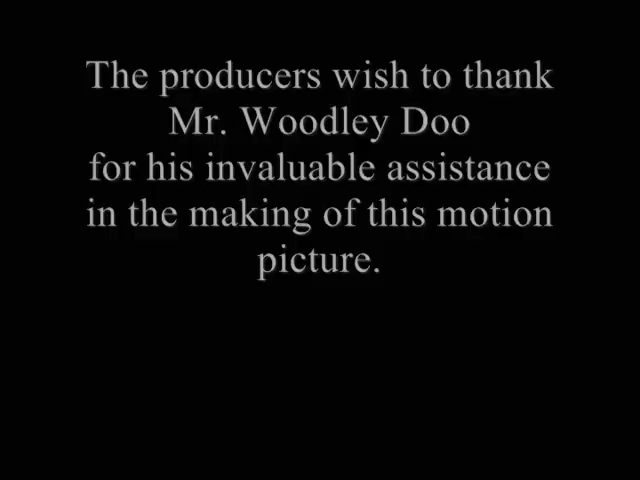 The producers wish to thank
Mr. Woodley Doo
for his invaluable assistance
in the making of this motion
picture.